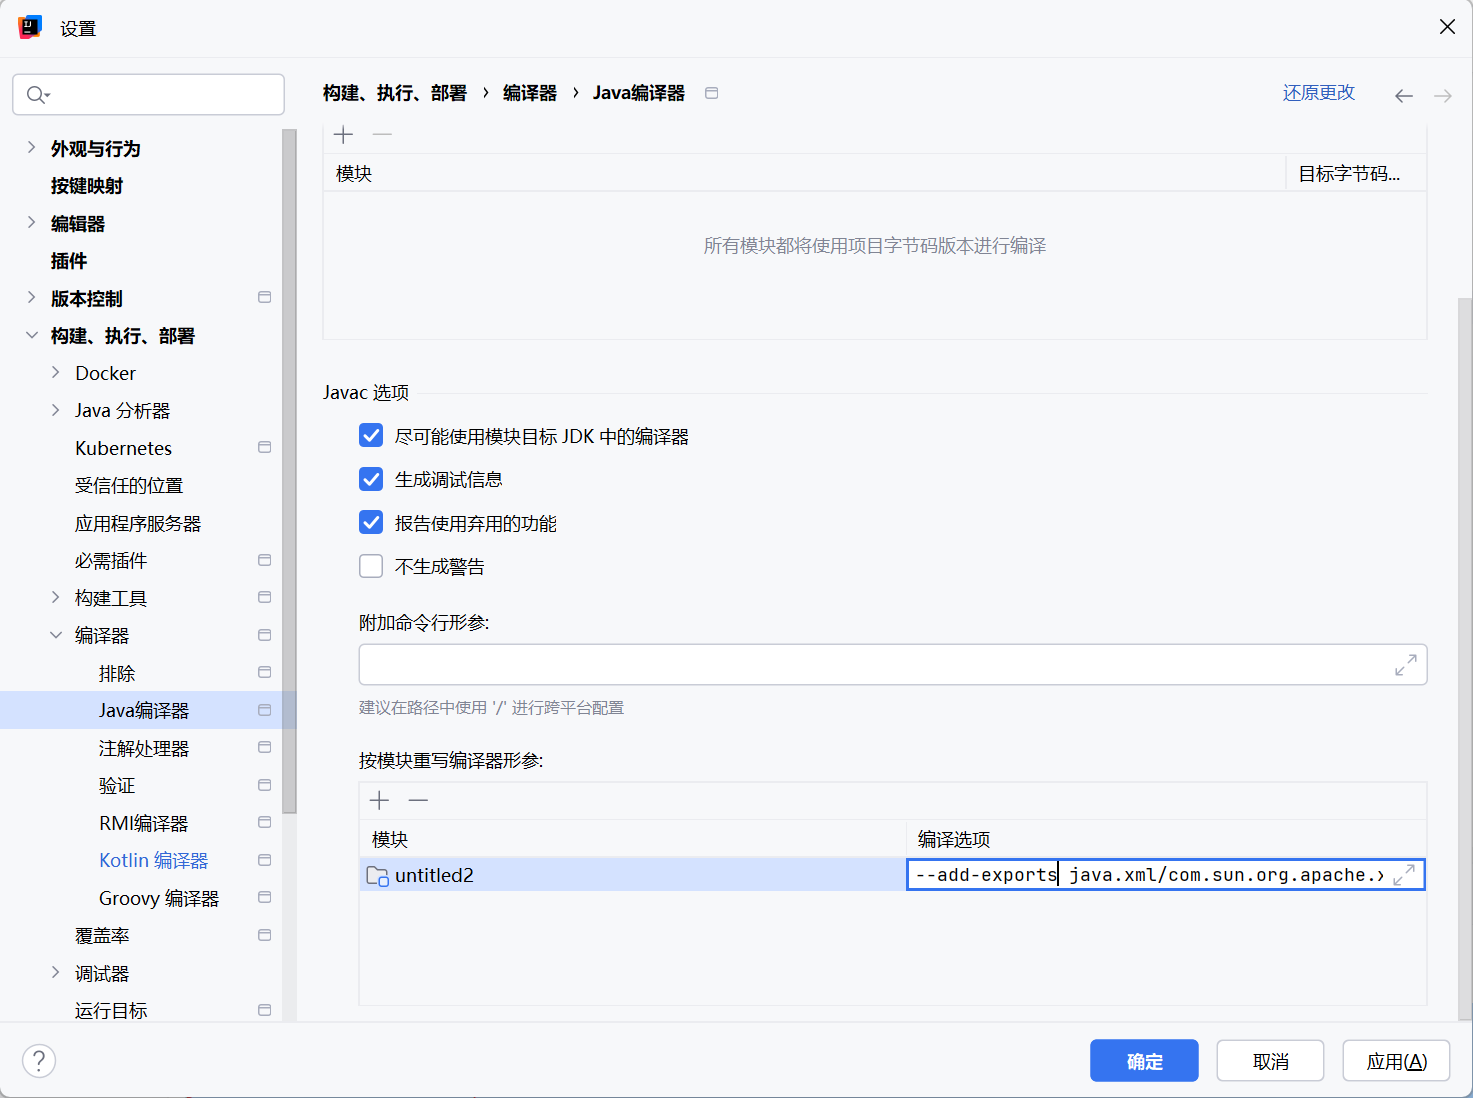 设置
构建、执行、部署 › 编译器 › Java编译器
还原更改
外观与行为
按键映射
编辑器
插件
版本控制
构建、执行、部署
Docker
Java 分析器
Kubernetes
受信任的位置
应用程序服务器
必需插件
构建工具
编译器
排除
Java编译器
注解处理器
验证
RMI编译器
Kotlin 编译器
Groovy 编译器
覆盖率
调试器
运行目标
模块 目标字节码...
所有模块都将使用项目字节码版本进行编译
Javac 选项
尽可能使用模块目标 JDK 中的编译器
生成调试信息
报告使用弃用的功能
不生成警告
附加命令行形参:
建议在路径中使用 '/' 进行跨平台配置
按模块重写编译器形参:
模块 编译选项
untitled2 --add-exports java.xml/com.sun.org.apache.x
? 确定 取消 应用(A)